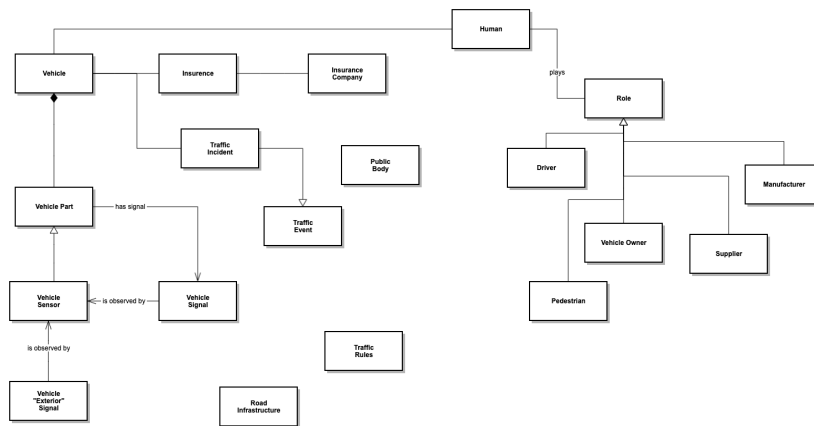 Human
Vehicle
Insurence
Insurance
Company
plays
Role
Traffic
Incident
Public
Body
Driver
Manufacturer
Vehicle Part
has signal
Traffic
Event
Vehicle Owner
Supplier
Vehicle
Sensor
is observed by
Vehicle
Signal
Pedestrian
is observed by
Traffic
Rules
Vehicle
"Exterior"
Signal
Road
Infrastructure